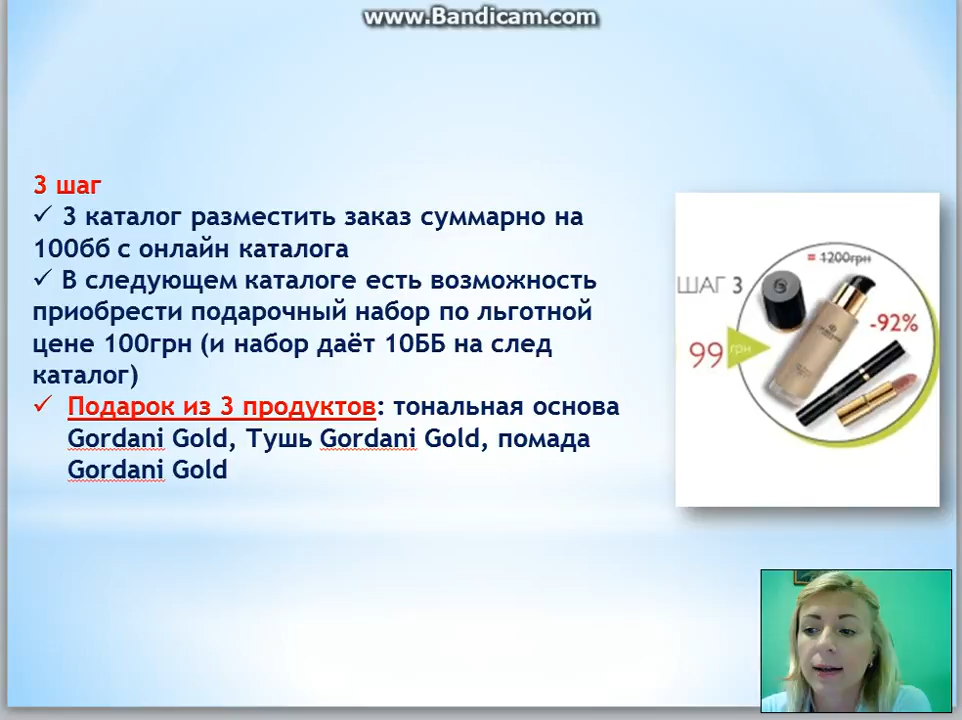 www.Bandicam.com
3 шаг
✓ 3 каталог разместить заказ суммарно на
100бб с онлайн каталога
✓ В следующем каталоге есть возможность
приобрести подарочный набор по льготной
цене 100грн (и набор даёт 10ББ на след
каталог)
✓ Подарок из 3 продуктов: тональная основа
Gordani Gold, Тушь Gordani Gold, помада
Gordani Gold
= 1200грн
ШАГ 3
-92%
99 грн